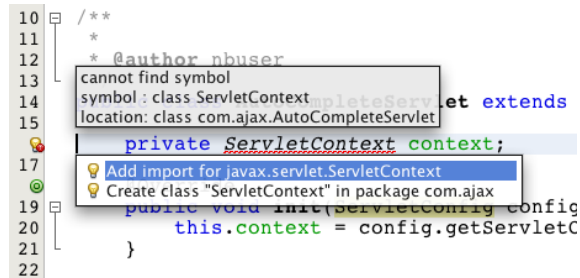 10 /**
11 *
12 * @author nbuser
13
cannot find symbol
symbol : class ServletContext
location: class com.ajax.AutoCompleteServlet
14 extends
15
private ServletContext context;
Add import for javax.servlet.ServletContext
17
Create class "ServletContext" in package com.ajax
19 public void init(ServletConfig config
20 this.context = config.getServletC
21 }
22